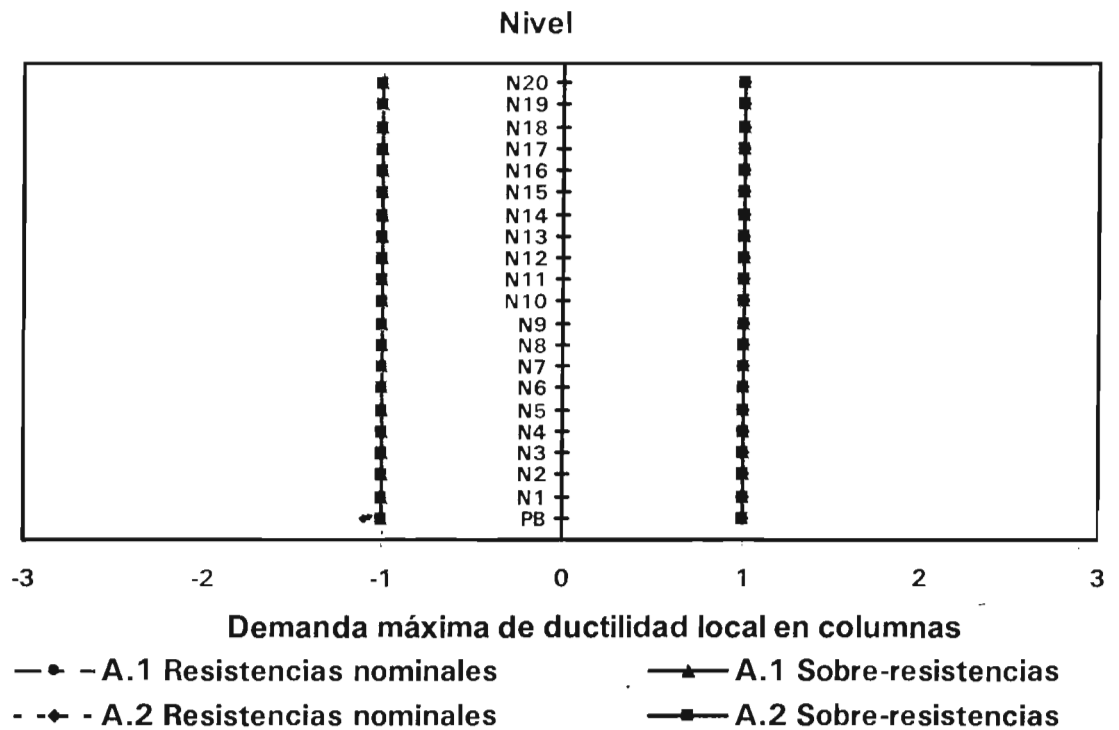 Nivel
N20
N19
N18
N17
N16
N15
N14
N13
N12
N11
N10
N9
N8
N7
N6
N5
N4
N3
N2
N1
PB
-3 -2 -1 0 1 2 3
Demanda máxima de ductilidad local en columnas
A.1 Resistencias nominales A.1 Sobre-resistencias
A.2 Resistencias nominales A.2 Sobre-resistencias